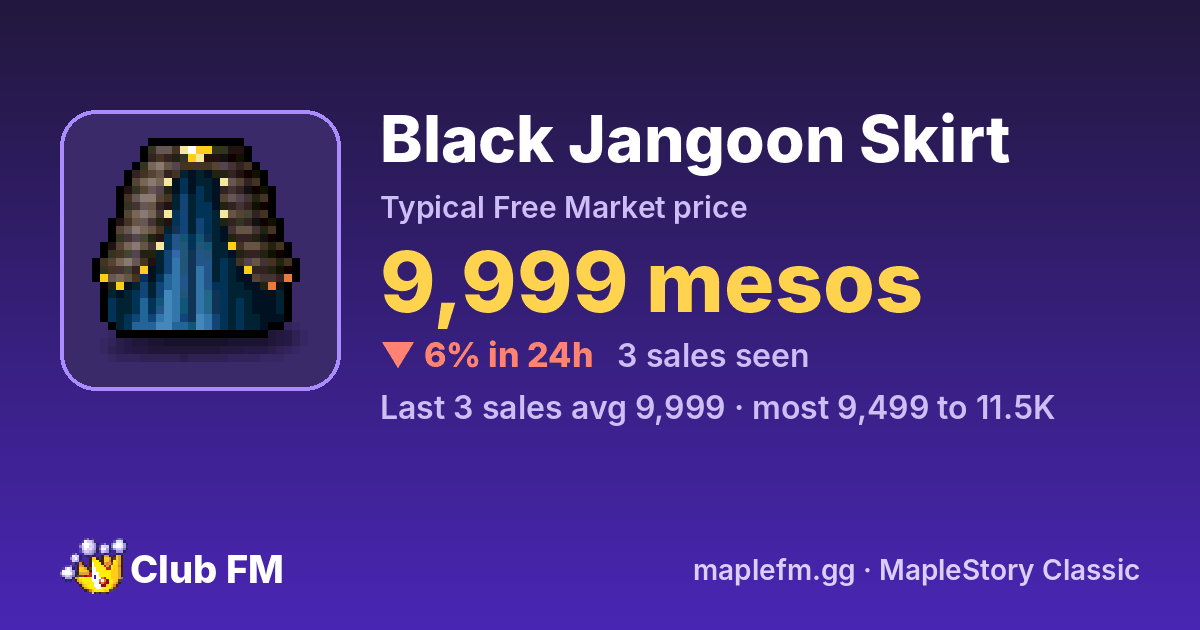 Black Jangoon Skirt
Typical Free Market price
9,999 mesos
▼ 6% in 24h 3 sales seen
Last 3 sales avg 9,999 · most 9,499 to 11.5K
Club FM
maplefm.gg · MapleStory Classic